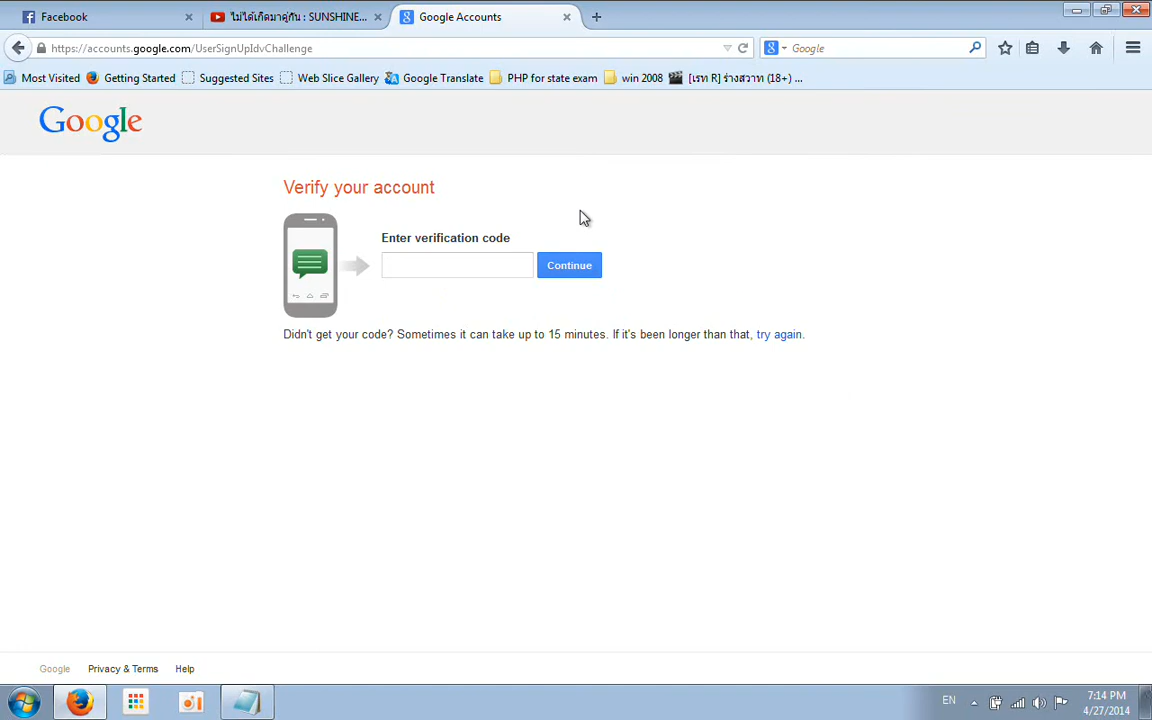 Facebook
ไม่ได้เกิดมาคู่กัน : SUNSHINE...
Google Accounts
https://accounts.google.com/UserSignUpIdvChallenge
Google
Most Visited
Getting Started
Suggested Sites
Web Slice Gallery
Google Translate
PHP for state exam
win 2008
[เรท R] ร่างสวาท (18+) ...
Google
Verify your account
Enter verification code
Continue
Didn't get your code? Sometimes it can take up to 15 minutes. If it's been longer than that, try again.
Google
Privacy & Terms
Help
EN
7:14 PM
4/27/2014